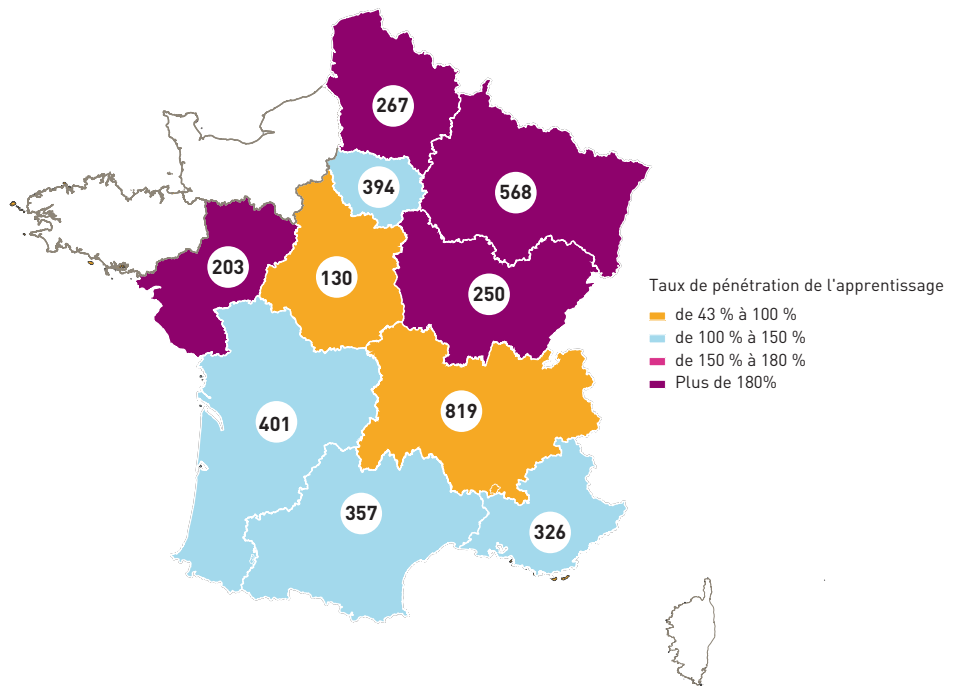 267
394
568
203
130
250
819
401
357
326
Taux de pénétration de l'apprentissage
de 43 % à 100 %
de 100 % à 150 %
de 150 % à 180 %
Plus de 180%